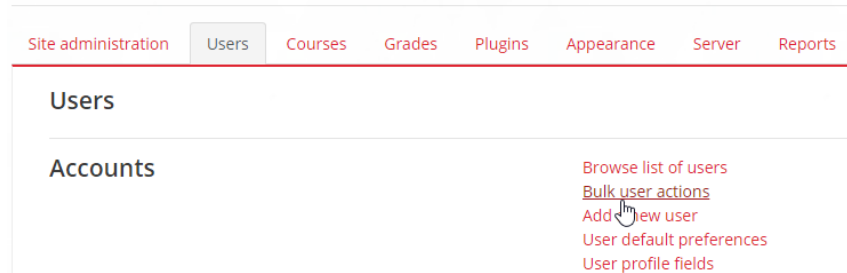 Site administration Users Courses Grades Plugins Appearance Server Reports
Users
Accounts
Browse list of users
Bulk user actions
Add new user
User default preferences
User profile fields